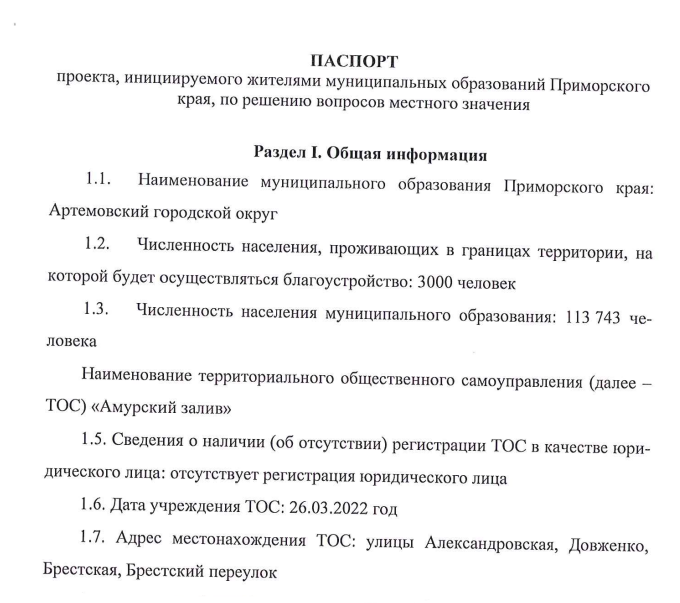 ПАСПОРТ
проекта, инициируемого жителями муниципальных образований Приморского
края, по решению вопросов местного значения
Раздел I. Общая информация
1.1. Наименование муниципального образования Приморского края:
Артемовский городской округ
1.2. Численность населения, проживающих в границах территории, на
которой будет осуществляться благоустройство: 3000 человек
1.3. Численность населения муниципального образования: 113 743 че-
ловека
Наименование территориального общественного самоуправления (далее –
ТОС) «Амурский залив»
1.5. Сведения о наличии (об отсутствии) регистрации ТОС в качестве юри-
дического лица: отсутствует регистрация юридического лица
1.6. Дата учреждения ТОС: 26.03.2022 год
1.7. Адрес местонахождения ТОС: улицы Александровская, Довженко,
Брестская, Брестский переулок